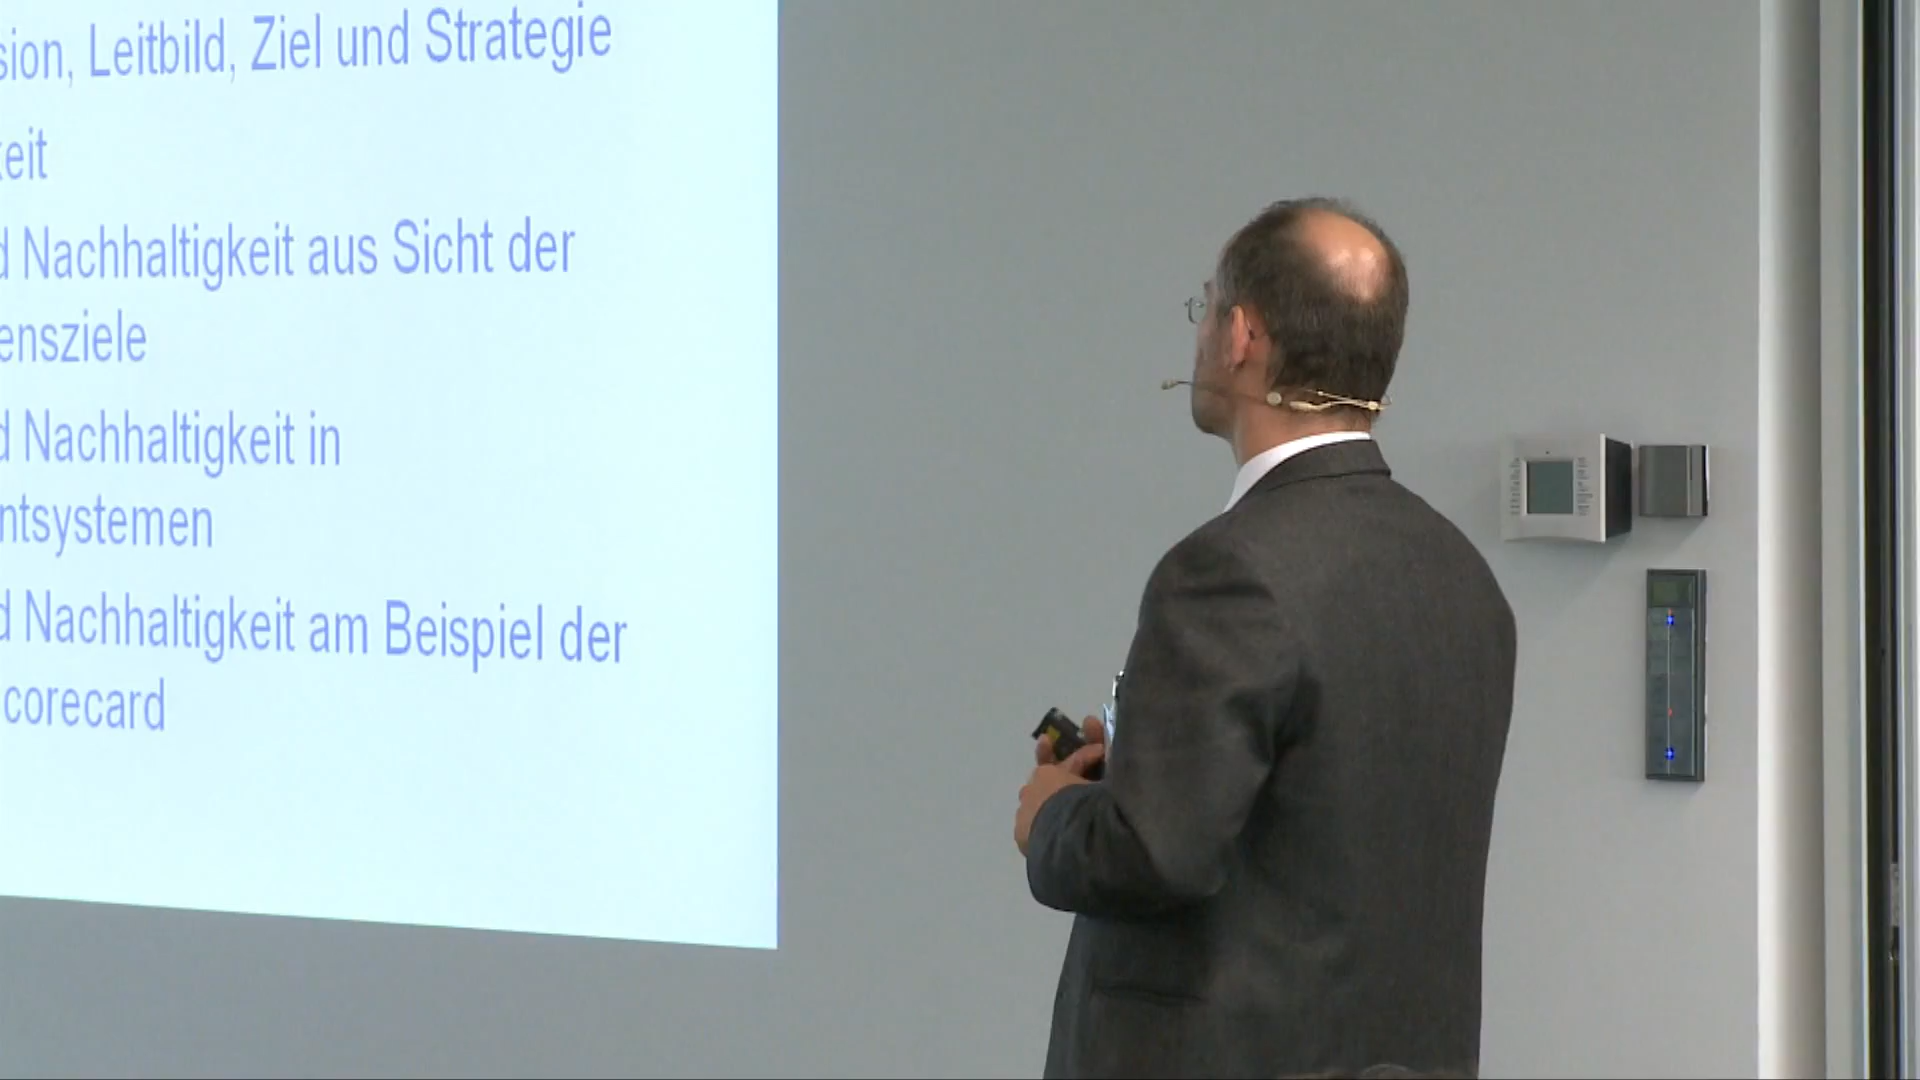 sion, Leitbild, Ziel und Strategie
keit
d Nachhaltigkeit aus Sicht der
ensziele
d Nachhaltigkeit in
ntsystemen
d Nachhaltigkeit am Beispiel der
corecard